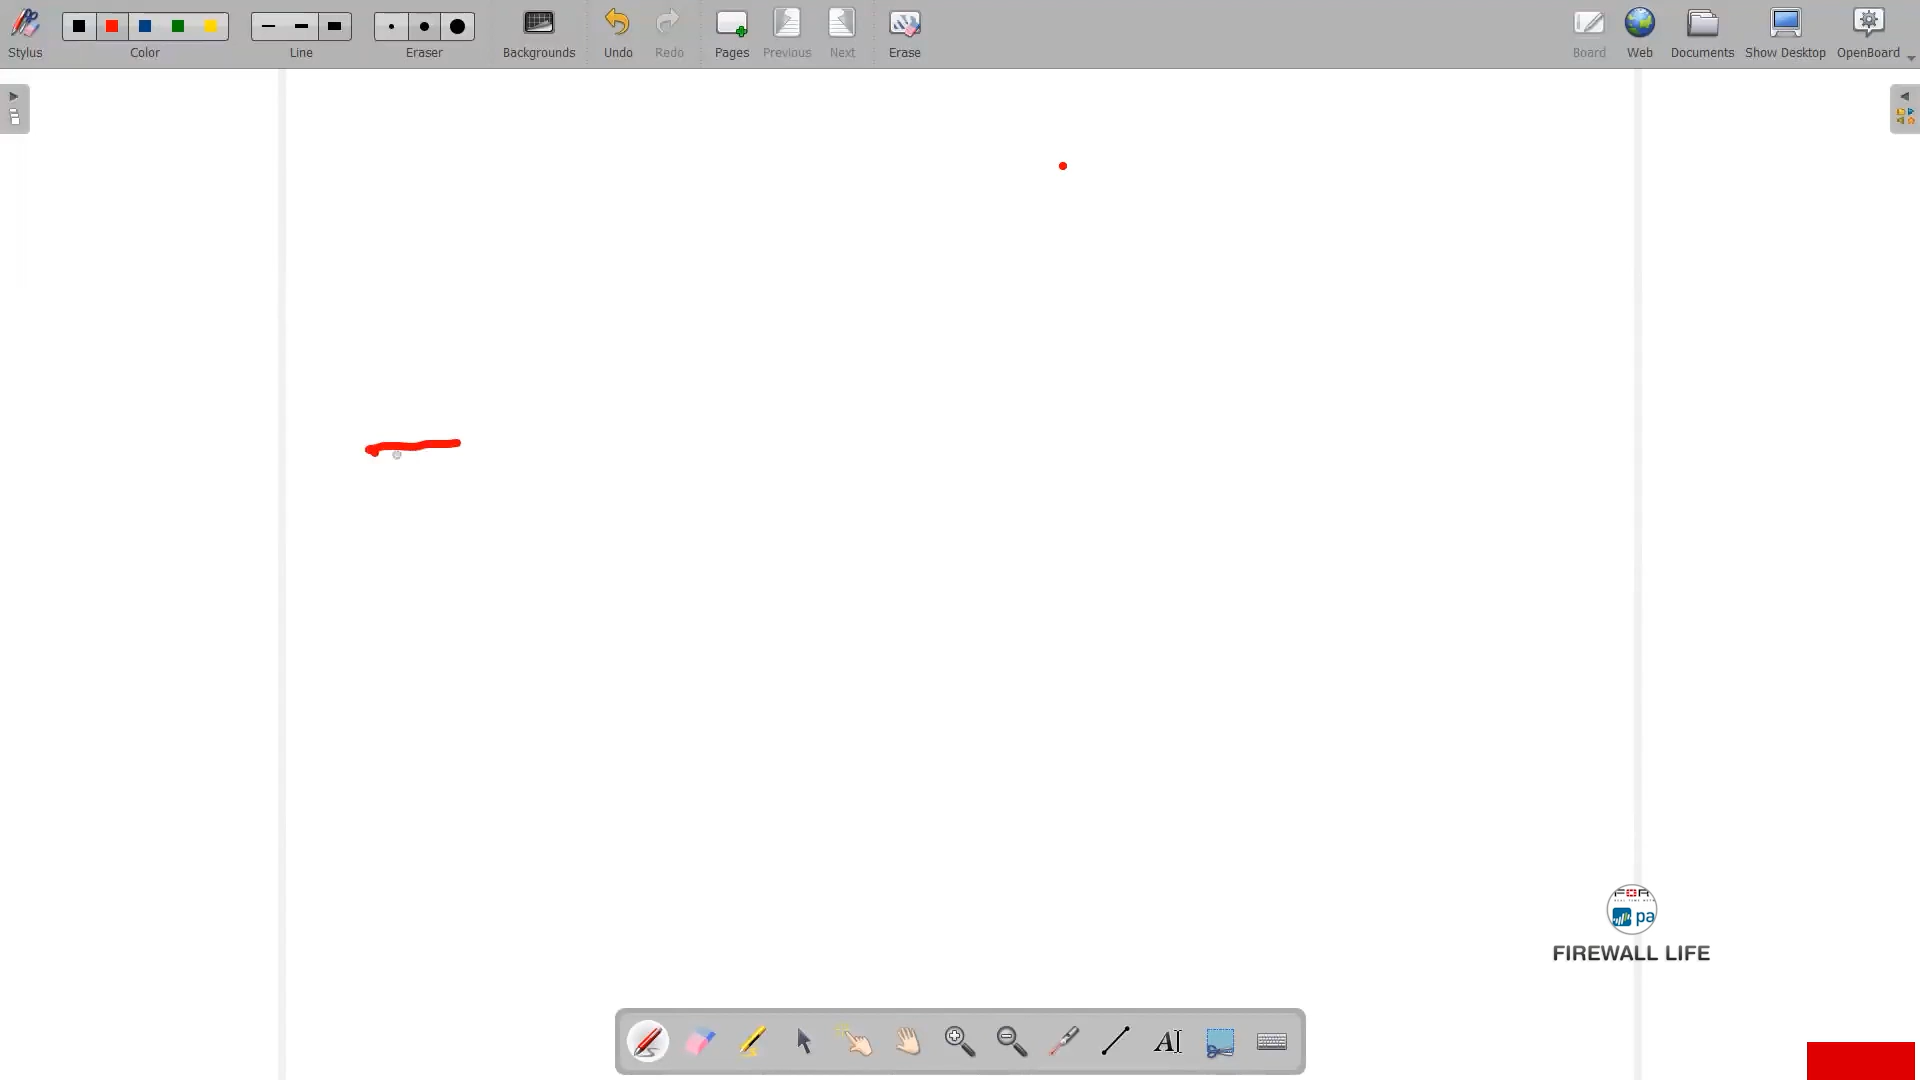 Stylus
Color
Line
Eraser
Backgrounds
Undo
Redo
Pages
Previous
Next
Erase
Board
Web
Documents
Show Desktop
OpenBoard
pa
FIREWALL LIFE
A